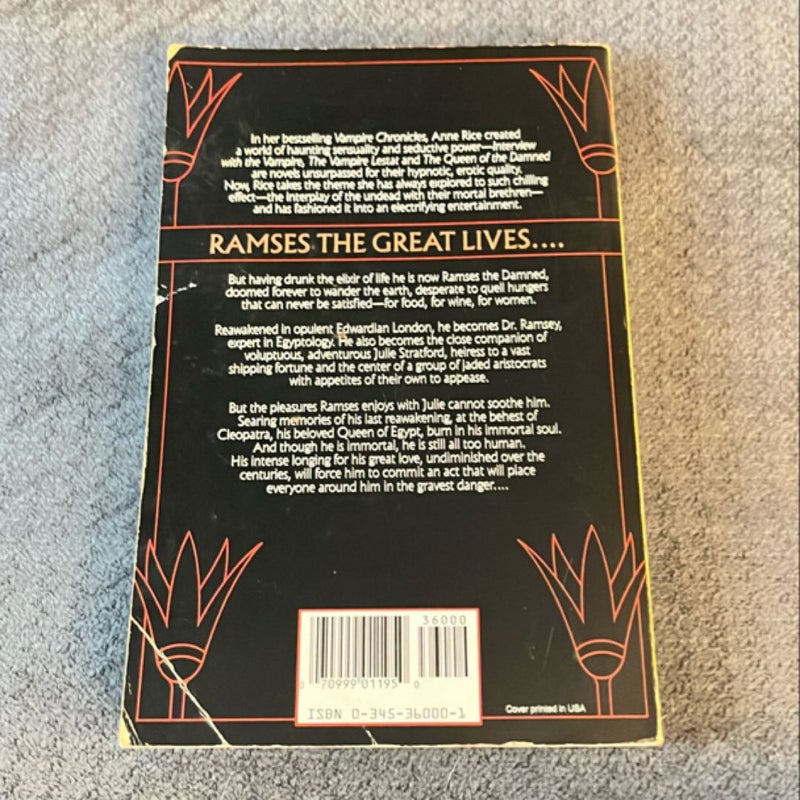 In her bestselling Vampire Chronicles, Anne Rice created
a world of haunting sensuality and seductive power—Interview
with the Vampire, The Vampire Lestat and The Queen of the Damned
are novels unsurpassed for their hypnotic, erotic quality.
Now, Rice takes the theme she has always explored to such chilling
effect—the interplay of the undead with their mortal brethren—
and has fashioned it into an electrifying entertainment.
RAMSES THE GREAT LIVES....
But having drunk the elixir of life he is now Ramses the Damned,
doomed forever to wander the earth, desperate to quell hungers
that can never be satisfied—for food, for wine, for women.
Reawakened in opulent Edwardian London, he becomes Dr. Ramsey,
expert in Egyptology. He also becomes the close companion of
voluptuous, adventurous Julie Stratford, heiress to a vast
shipping fortune and the center of a group of jaded aristocrats
with appetites of their own to appease.
But the pleasures Ramses enjoys with Julie cannot soothe him.
Searing memories of his last reawakening, at the behest of
Cleopatra, his beloved Queen of Egypt, burn in his immortal soul.
And though he is immortal, he is still all too human.
His intense longing for his great love, undiminished over the
centuries, will force him to commit an act that will place
everyone around him in the gravest danger....
36000
0 70999 01195 0
ISBN 0-345-36000-1
Cover printed in USA